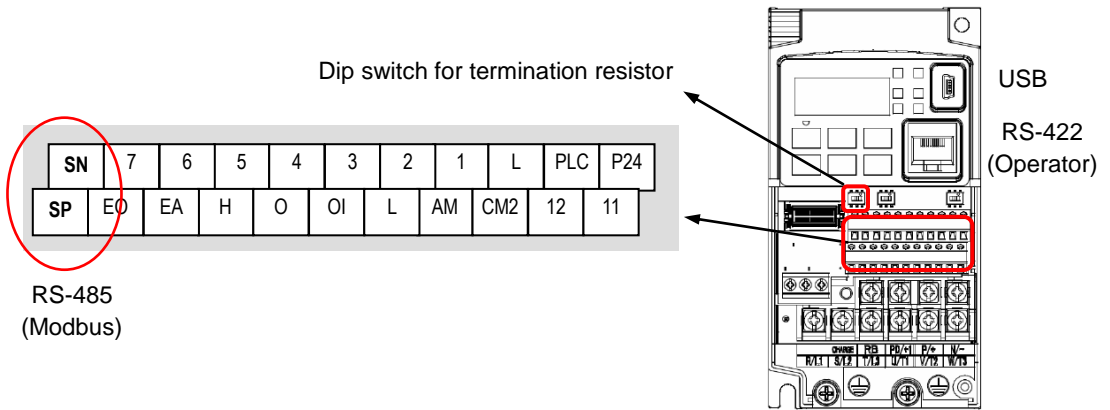 Dip switch for termination resistor
USB
RS-422
(Operator)
SN 7 6 5 4 3 2 1 L PLC P24
SP EO EA H O OI L AM CM2 12 11
RS-485
(Modbus)
CHARGE RB PD/+1 P/+ N/-
R/L1 S/L2 T/L3 U/T1 V/T2 W/T3